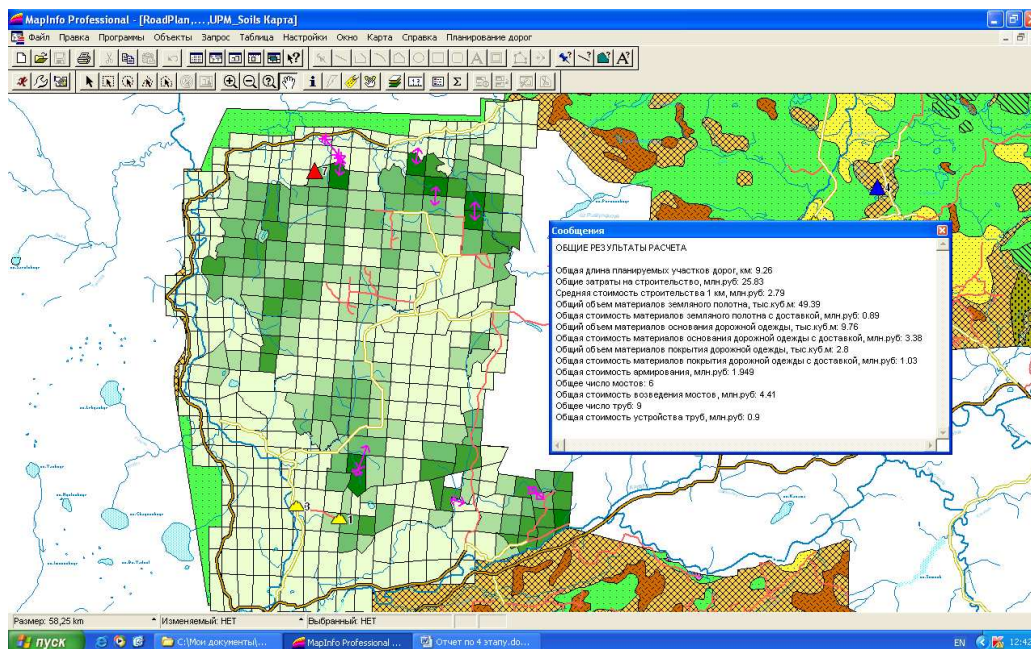 MapInfo Professional - [RoadPlan,...,UPM_Soils Карта]
Файл Правка Программы Объекты Запрос Таблица Настройки Окно Карта Справка Планирование дорог
7
4
3
1
Сообщения
ОБЩИЕ РЕЗУЛЬТАТЫ РАСЧЕТА
Общая длина планируемых участков дорог, км: 9.26
Общие затраты на строительство, млн.руб: 25.83
Средняя стоимость строительства 1 км, млн.руб: 2.79
Общий объем материалов земляного полотна, тыс.куб.м: 49.39
Общая стоимость материалов земляного полотна с доставкой, млн.руб: 0.89
Общий объем материалов основания дорожной одежды, тыс.куб.м: 9.76
Общая стоимость материалов основания дорожной одежды с доставкой, млн.руб: 3.38
Общий объем материалов покрытия дорожной одежды, тыс.куб.м: 2.8
Общая стоимость материалов покрытия дорожной одежды с доставкой, млн.руб: 1.03
Общая стоимость армирования, млн.руб: 1.949
Общее число мостов: 6
Общая стоимость возведения мостов, млн.руб: 4.41
Общее число труб: 9
Общая стоимость устройства труб, млн.руб: 0.9
Размер: 58,25 km Изменяемый: НЕТ Выбранный: НЕТ
пуск C:\Мои документы\... MapInfo Professional ... Отчет по 4 этапу.do... EN 12:42